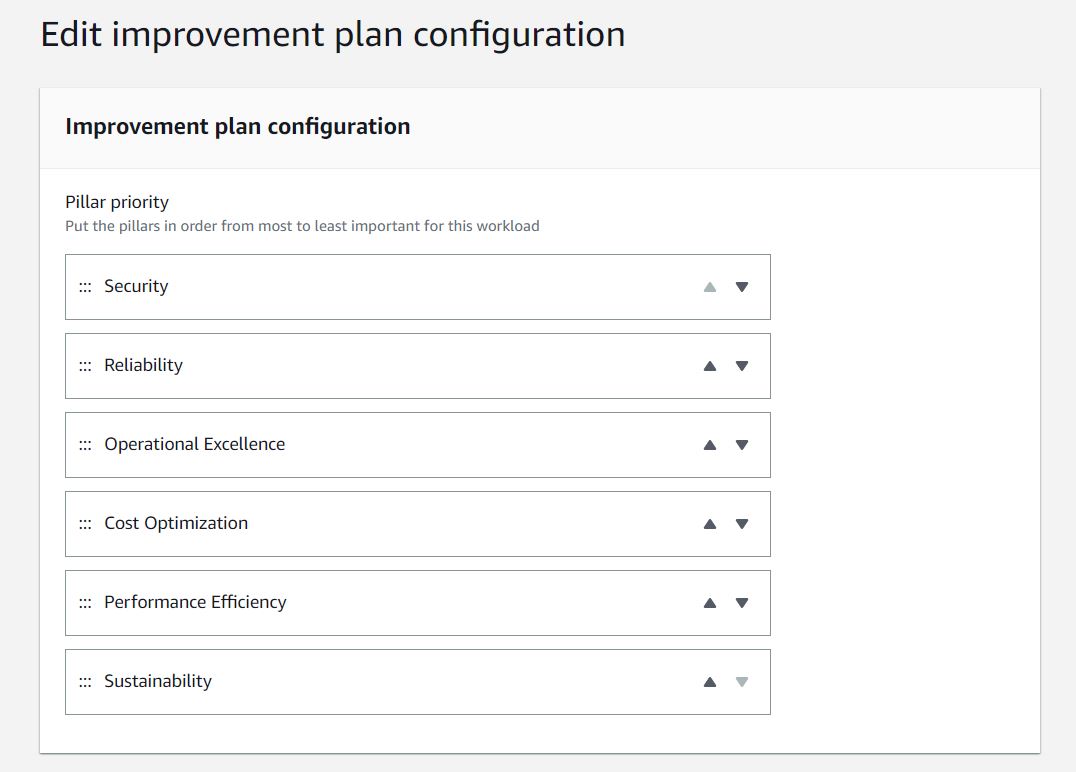 Edit improvement plan configuration
Improvement plan configuration
Pillar priority
Put the pillars in order from most to least important for this workload
Security
Reliability
Operational Excellence
Cost Optimization
Performance Efficiency
Sustainability